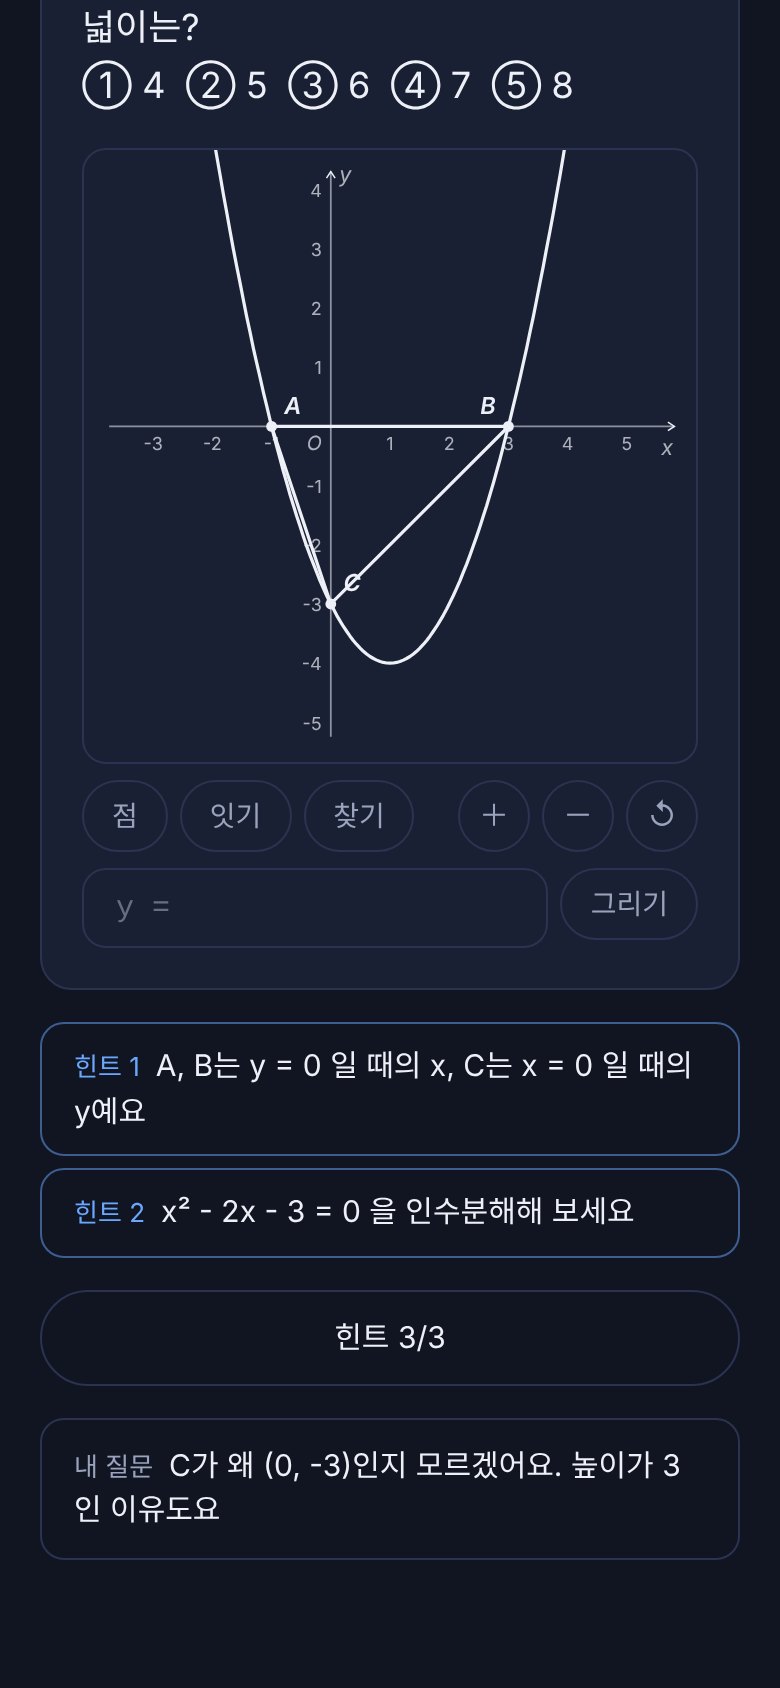 넓이는?
① 4 ② 5 ③ 6 ④ 7 ⑤ 8
y
4
3
2
1
A
B
-3 -2 -1 O 1 2 3 4 5 x
-1
-2
C
-3
-4
-5
점 잇기 찾기 + −
y =
그리기
힌트 1 A, B는 y = 0 일 때의 x, C는 x = 0 일 때의
y예요
힌트 2 x² - 2x - 3 = 0 을 인수분해해 보세요
힌트 3/3
내 질문 C가 왜 (0, -3)인지 모르겠어요. 높이가 3
인 이유도요